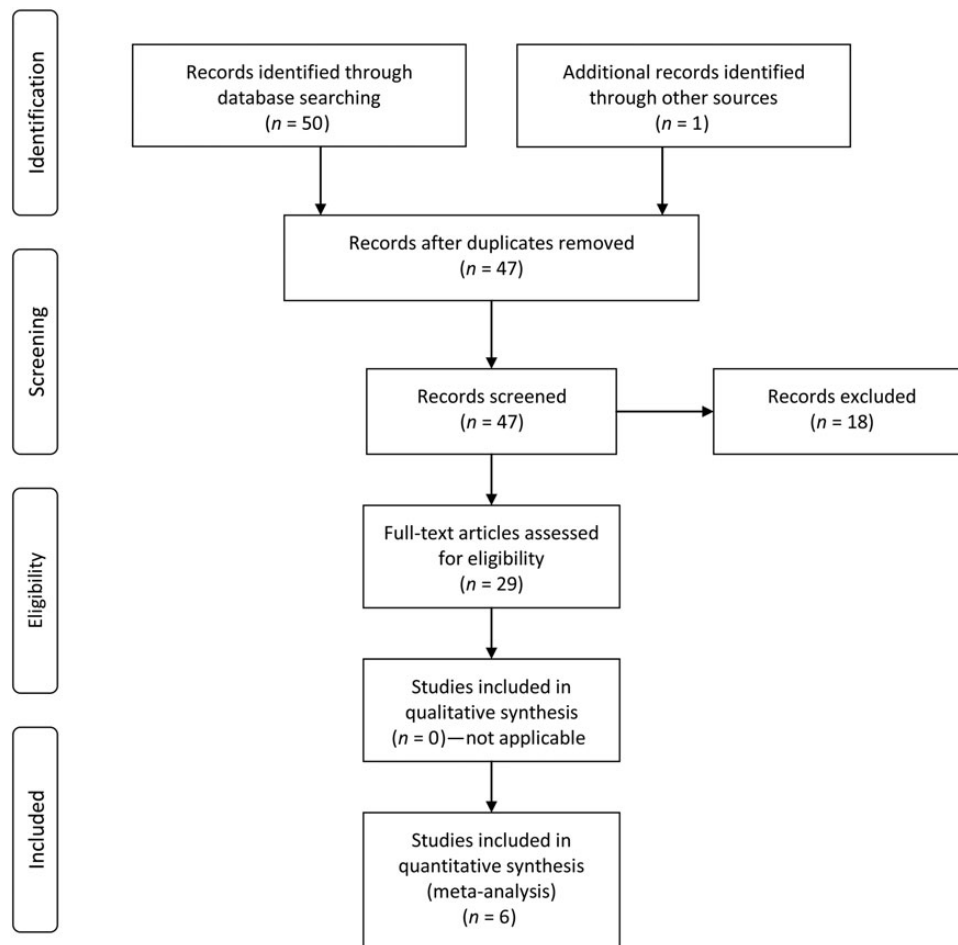 Identification
Records identified through
database searching
(n = 50)
Additional records identified
through other sources
(n = 1)
Records after duplicates removed
(n = 47)
Screening
Records screened
(n = 47)
Records excluded
(n = 18)
Eligibility
Full-text articles assessed
for eligibility
(n = 29)
Studies included in
qualitative synthesis
(n = 0)—not applicable
Included
Studies included in
quantitative synthesis
(meta-analysis)
(n = 6)